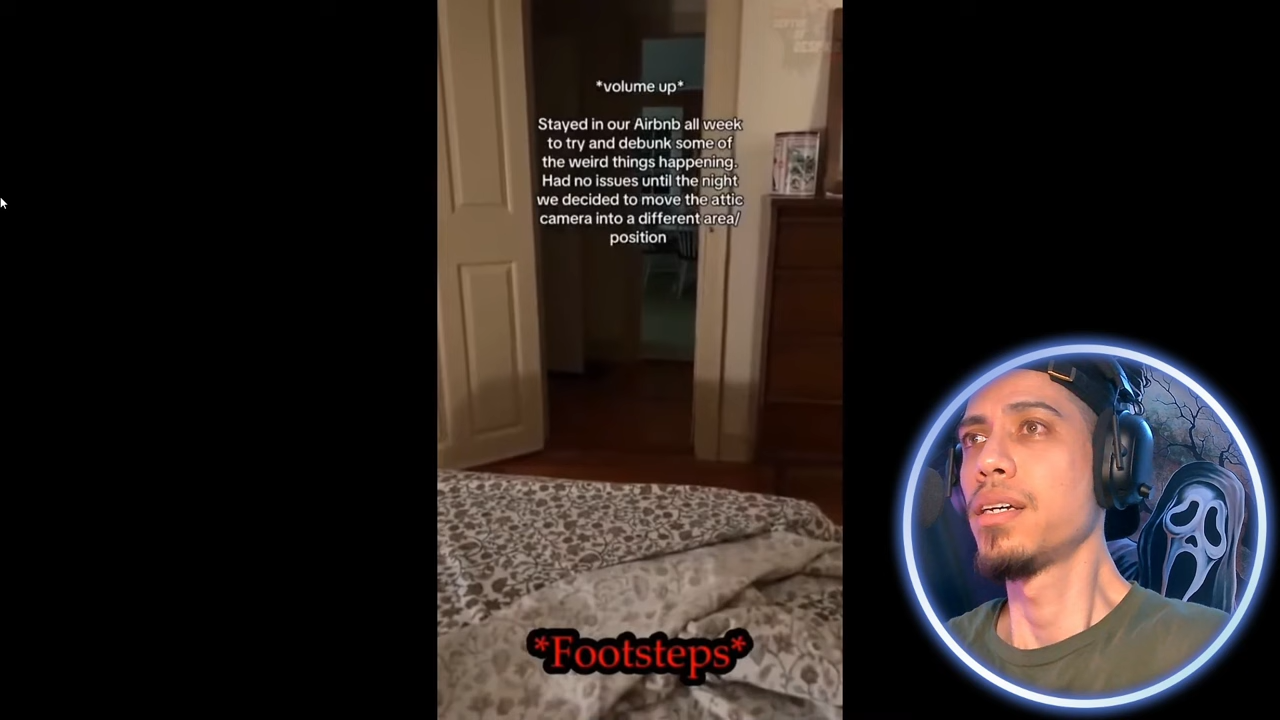 *volume up*
Stayed in our Airbnb all week
to try and debunk some of
the weird things happening.
Had no issues until the night
we decided to move the attic
camera into a different area/
position
*Footsteps*